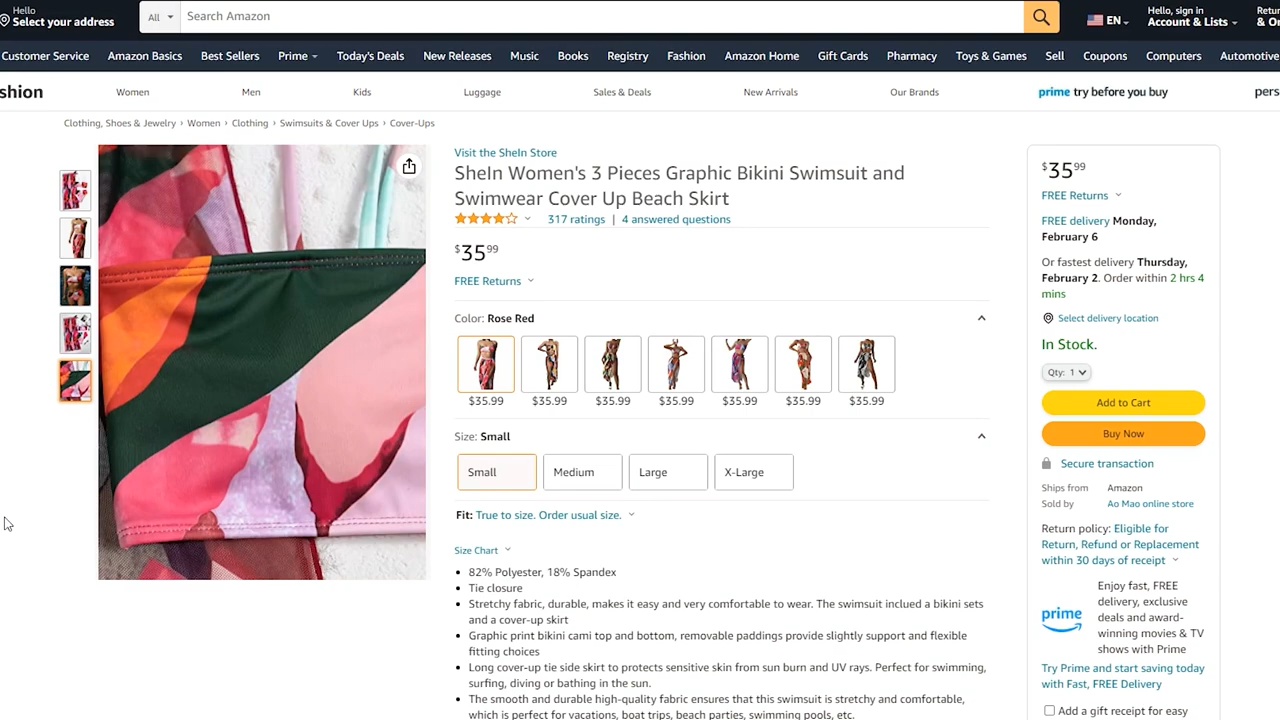 Hello
Select your address
All
Search Amazon
EN
Hello, sign in
Account & Lists
Retu
& O
Customer Service
Amazon Basics
Best Sellers
Prime
Today's Deals
New Releases
Music
Books
Registry
Fashion
Amazon Home
Gift Cards
Pharmacy
Toys & Games
Sell
Coupons
Computers
Automotive
shion
Women
Men
Kids
Luggage
Sales & Deals
New Arrivals
Our Brands
prime try before you buy
pers
Clothing, Shoes & Jewelry › Women › Clothing › Swimsuits & Cover Ups › Cover-Ups
Visit the SheIn Store
SheIn Women's 3 Pieces Graphic Bikini Swimsuit and
Swimwear Cover Up Beach Skirt
317 ratings | 4 answered questions
$35 99
FREE Returns
Color: Rose Red
$35.99 $35.99 $35.99 $35.99 $35.99 $35.99 $35.99
Size: Small
Small
Medium
Large
X-Large
Fit: True to size. Order usual size.
Size Chart
• 82% Polyester, 18% Spandex
• Tie closure
• Stretchy fabric, durable, makes it easy and very comfortable to wear. The swimsuit inclued a bikini sets
and a cover-up skirt
• Graphic print bikini cami top and bottom, removable paddings provide slightly support and flexible
fitting choices
• Long cover-up tie side skirt to protects sensitive skin from sun burn and UV rays. Perfect for swimming,
surfing, diving or bathing in the sun.
• The smooth and durable high-quality fabric ensures that this swimsuit is stretchy and comfortable,
which is perfect for vacations, boat trips, beach parties, swimming pools, etc.
$35 99
FREE Returns
FREE delivery Monday,
February 6
Or fastest delivery Thursday,
February 2. Order within 2 hrs 4
mins
Select delivery location
In Stock.
Qty: 1
Add to Cart
Buy Now
Secure transaction
Ships from Amazon
Sold by Ao Mao online store
Return policy: Eligible for
Return, Refund or Replacement
within 30 days of receipt
prime
Enjoy fast, FREE
delivery, exclusive
deals and award-
winning movies & TV
shows with Prime
Try Prime and start saving today
with Fast, FREE Delivery
Add a gift receipt for easy